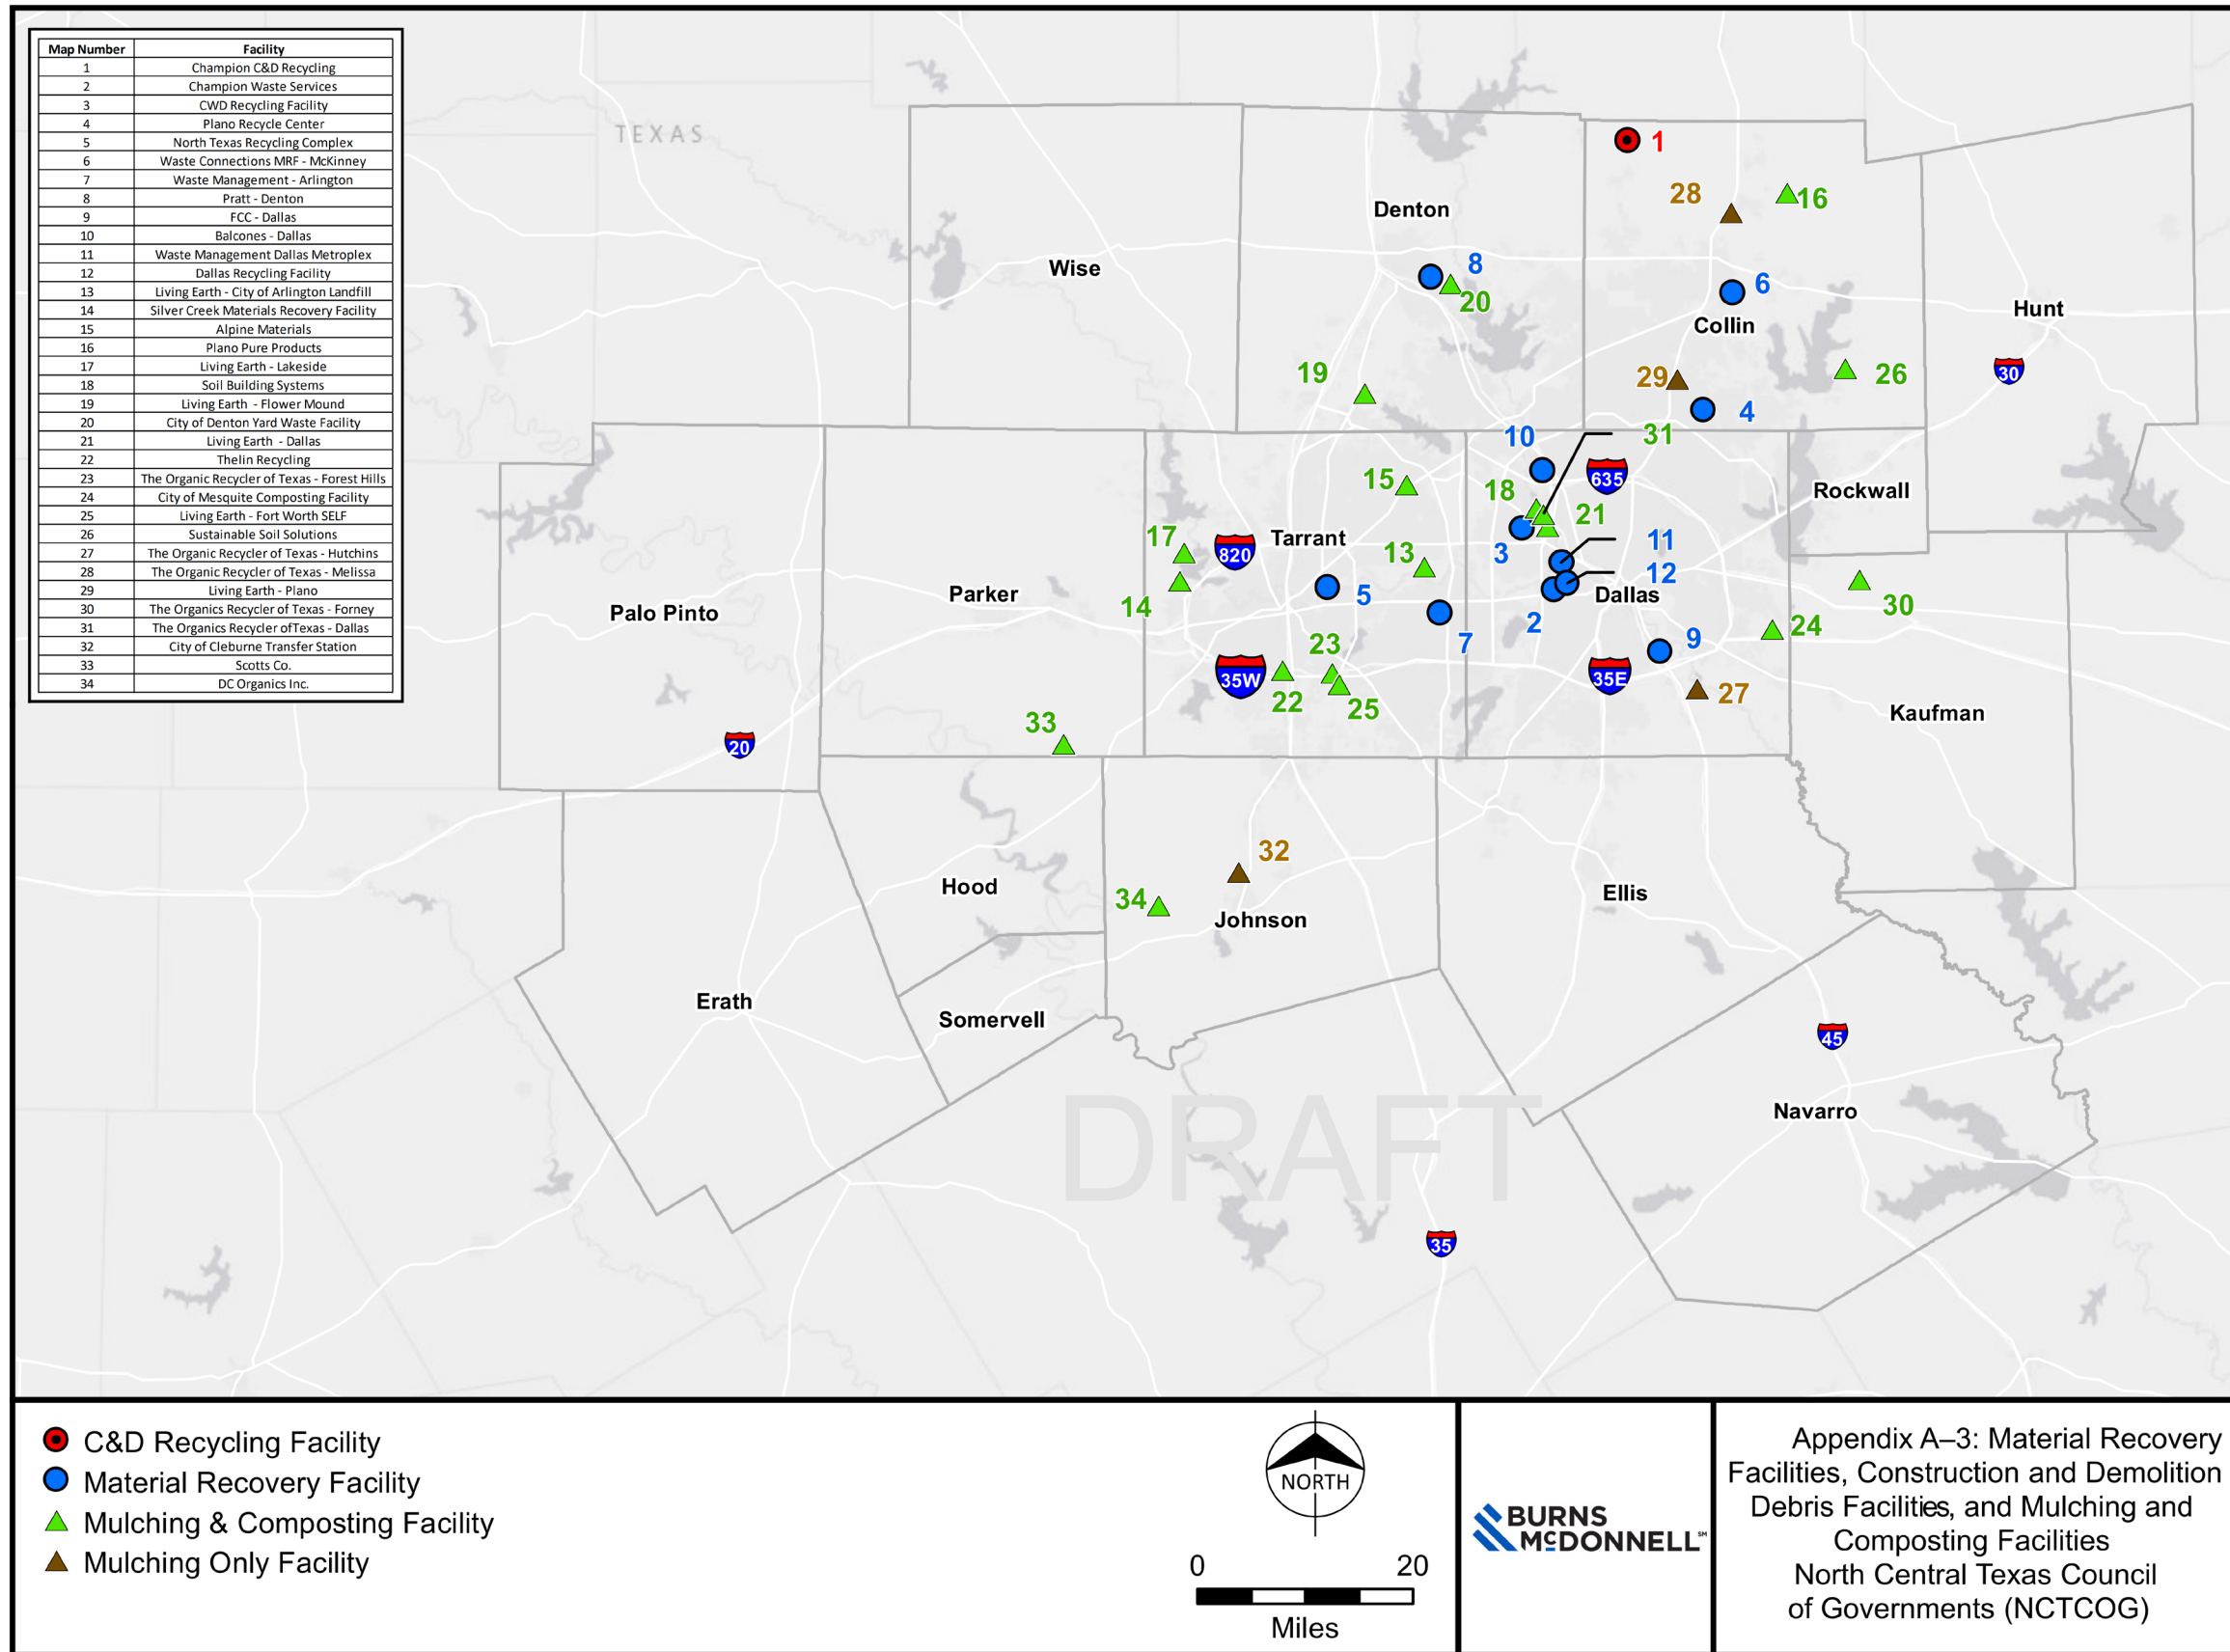 Map Number Facility
1 Champion C&D Recycling
2 Champion Waste Services
3 CWD Recycling Facility
4 Plano Recycle Center
5 North Texas Recycling Complex
6 Waste Connections MRF - McKinney
7 Waste Management - Arlington
8 Pratt - Denton
9 FCC - Dallas
10 Balcones - Dallas
11 Waste Management Dallas Metroplex
12 Dallas Recycling Facility
13 Living Earth - City of Arlington Landfill
14 Silver Creek Materials Recovery Facility
15 Alpine Materials
16 Plano Pure Products
17 Living Earth - Lakeside
18 Soil Building Systems
19 Living Earth - Flower Mound
20 City of Denton Yard Waste Facility
21 Living Earth - Dallas
22 Thelin Recycling
23 The Organic Recycler of Texas - Forest Hills
24 City of Mesquite Composting Facility
25 Living Earth - Fort Worth SELF
26 Sustainable Soil Solutions
27 The Organic Recycler of Texas - Hutchins
28 The Organic Recycler of Texas - Melissa
29 Living Earth - Plano
30 The Organics Recycler of Texas - Forney
31 The Organics Recycler ofTexas - Dallas
32 City of Cleburne Transfer Station
33 Scotts Co.
34 DC Organics Inc.
TEXAS
1
28
16
Denton
8
Wise
6
20
Hunt
Collin
19
29
26
30
4
10
31
15
635
18
Rockwall
21
17
Tarrant
11
820
13
3
12
Parker
5
Dallas
30
14
Palo Pinto
2
24
7
23
9
35W
35E
27
22
25
Kaufman
33
20
32
Hood
34
Ellis
Johnson
Erath
Somervell
45
Navarro
DRAFT
35
C&D Recycling Facility
Material Recovery Facility
Mulching & Composting Facility
Mulching Only Facility
NORTH
0 20
Miles
BURNS
McDONNELL SM
Appendix A–3: Material Recovery
Facilities, Construction and Demolition
Debris Facilities, and Mulching and
Composting Facilities
North Central Texas Council
of Governments (NCTCOG)